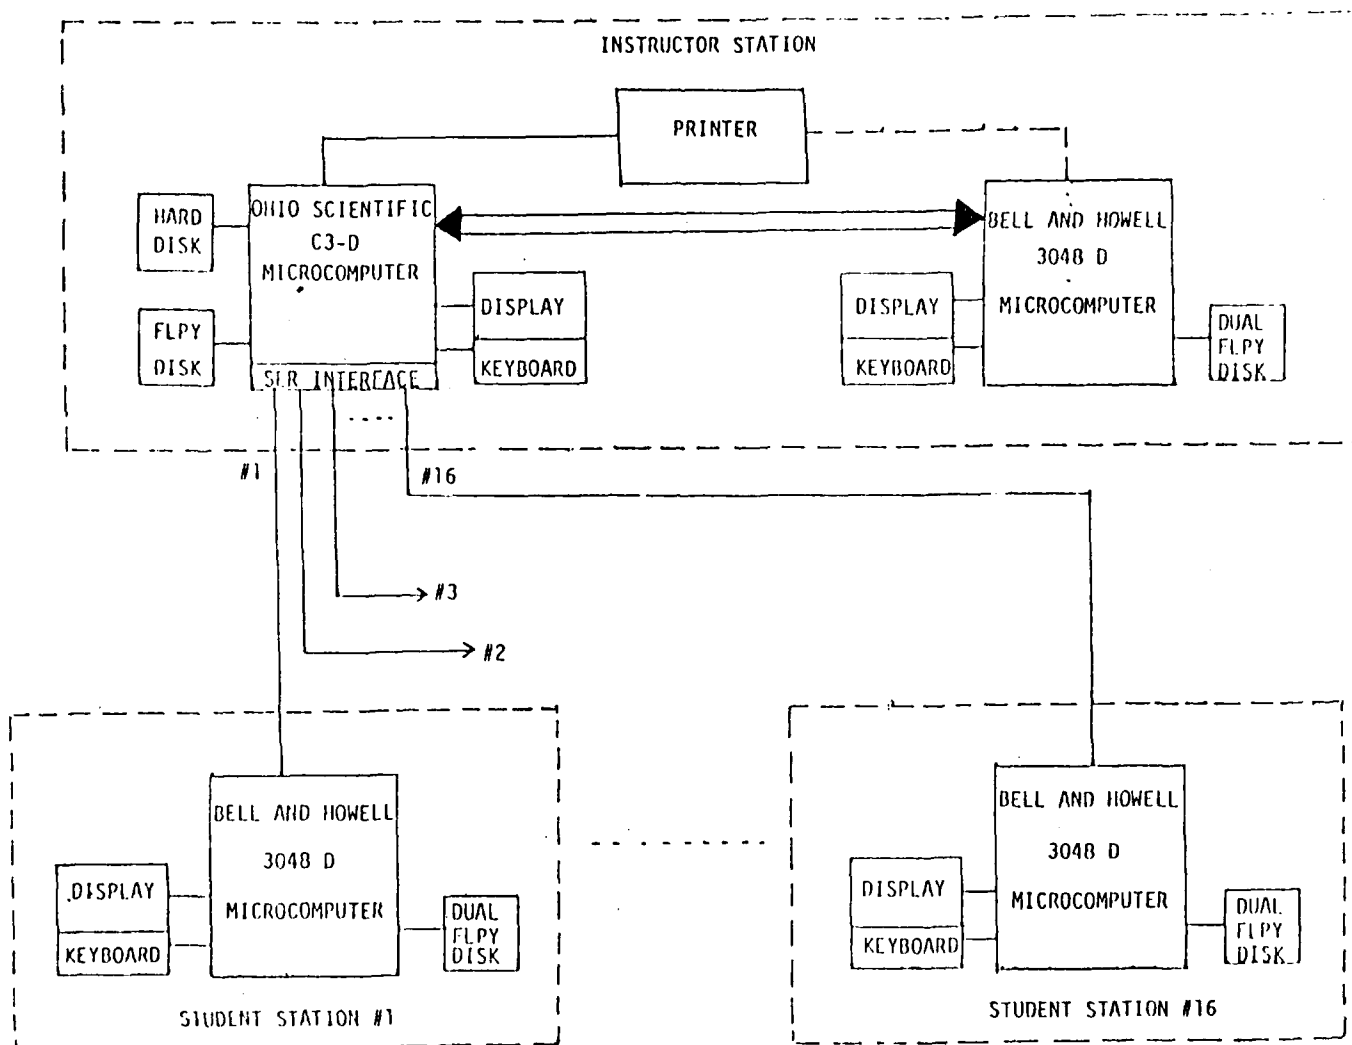 INSTRUCTOR STATION
PRINTER
HARD
DISK
OHIO SCIENTIFIC
C3-D
MICROCOMPUTER
BELL AND HOWELL
3048 D
MICROCOMPUTER
FLPY
DISK
DISPLAY
KEYBOARD
DISPLAY
KEYBOARD
DUAL
FLPY
DISK
SER INTERFACE
.....
#1
#16
#3
#2
BELL AND HOWELL
3048 D
MICROCOMPUTER
DISPLAY
KEYBOARD
DUAL
FLPY
DISK
STUDENT STATION #1
BELL AND HOWELL
3048 D
MICROCOMPUTER
DISPLAY
KEYBOARD
DUAL
FLPY
DISK
STUDENT STATION #16